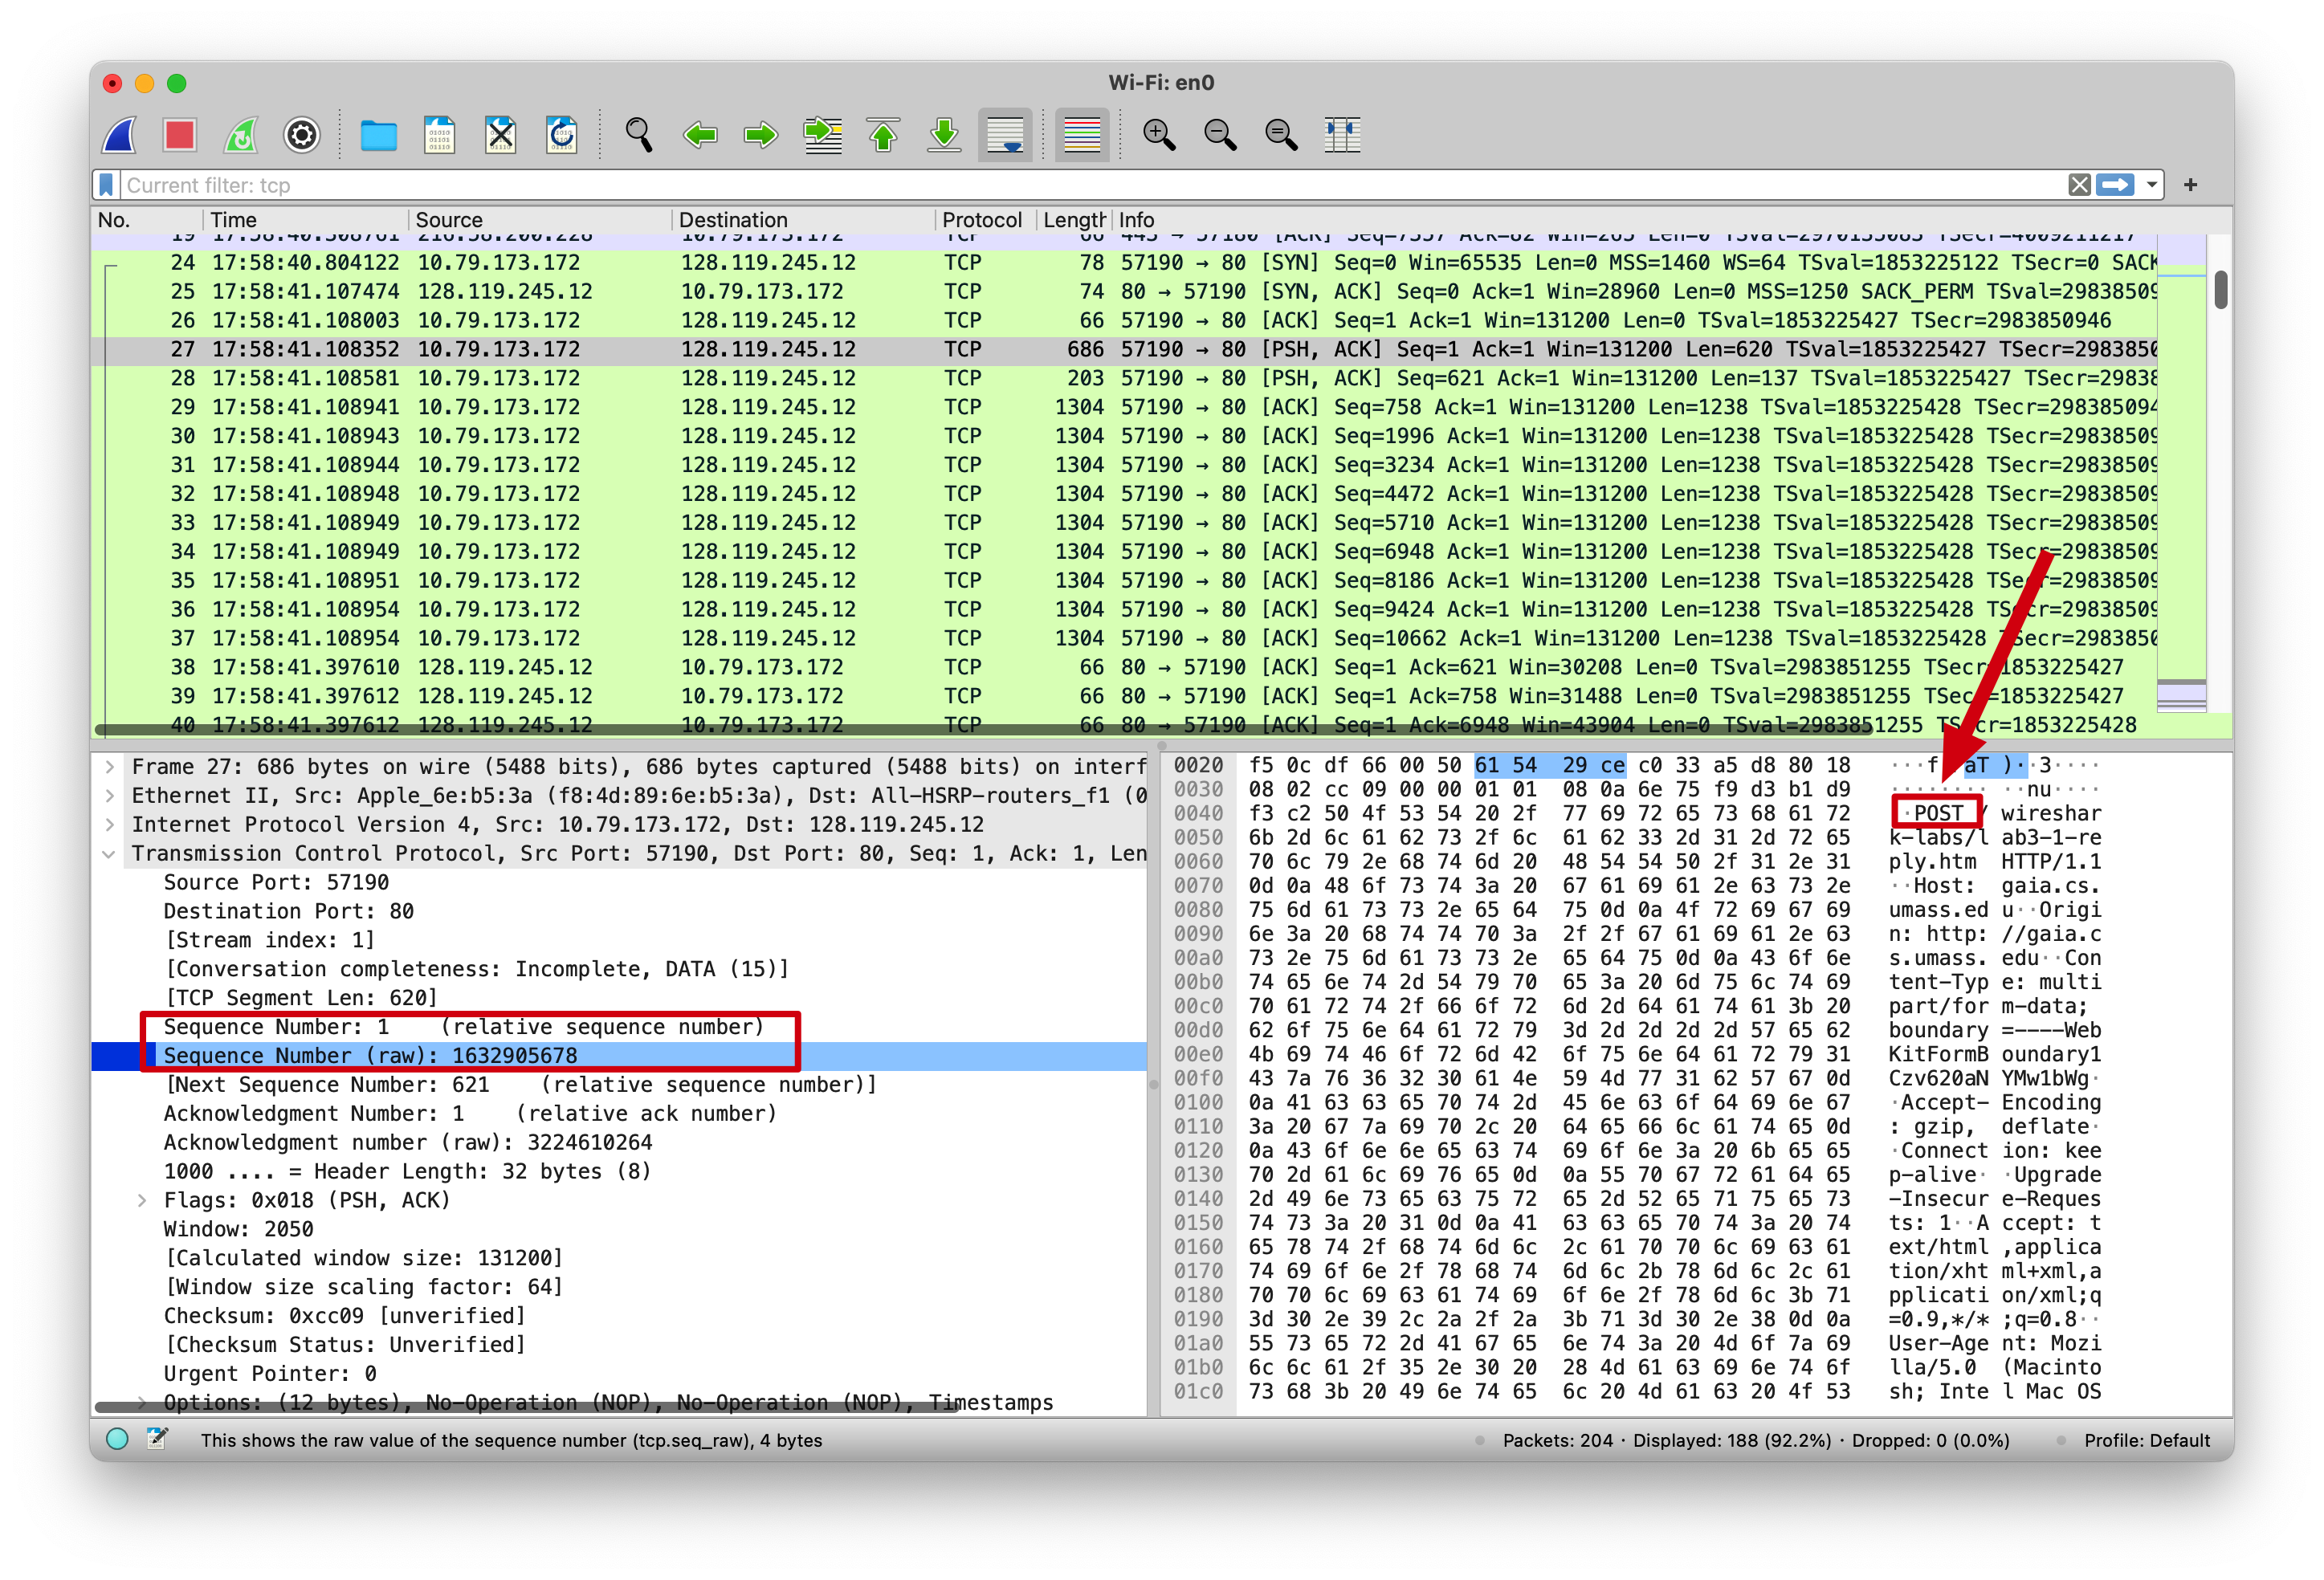 Wi-Fi: en0
Current filter: tcp
No. Time Source Destination Protocol Length Info
19 17:58:40.308761 216.58.200.228 10.79.173.172 TCP 66 443 → 57180 [ACK] Seq=7357 Ack=82 Win=265 Len=0 TSval=2970135083 TSecr=4009211217
24 17:58:40.804122 10.79.173.172 128.119.245.12 TCP 78 57190 → 80 [SYN] Seq=0 Win=65535 Len=0 MSS=1460 WS=64 TSval=1853225122 TSecr=0 SACK
25 17:58:41.107474 128.119.245.12 10.79.173.172 TCP 74 80 → 57190 [SYN, ACK] Seq=0 Ack=1 Win=28960 Len=0 MSS=1250 SACK_PERM TSval=29838509
26 17:58:41.108003 10.79.173.172 128.119.245.12 TCP 66 57190 → 80 [ACK] Seq=1 Ack=1 Win=131200 Len=0 TSval=1853225427 TSecr=2983850946
27 17:58:41.108352 10.79.173.172 128.119.245.12 TCP 686 57190 → 80 [PSH, ACK] Seq=1 Ack=1 Win=131200 Len=620 TSval=1853225427 TSecr=2983850
28 17:58:41.108581 10.79.173.172 128.119.245.12 TCP 203 57190 → 80 [PSH, ACK] Seq=621 Ack=1 Win=131200 Len=137 TSval=1853225427 TSecr=29838
29 17:58:41.108941 10.79.173.172 128.119.245.12 TCP 1304 57190 → 80 [ACK] Seq=758 Ack=1 Win=131200 Len=1238 TSval=1853225428 TSecr=298385094
30 17:58:41.108943 10.79.173.172 128.119.245.12 TCP 1304 57190 → 80 [ACK] Seq=1996 Ack=1 Win=131200 Len=1238 TSval=1853225428 TSecr=29838509
31 17:58:41.108944 10.79.173.172 128.119.245.12 TCP 1304 57190 → 80 [ACK] Seq=3234 Ack=1 Win=131200 Len=1238 TSval=1853225428 TSecr=29838509
32 17:58:41.108948 10.79.173.172 128.119.245.12 TCP 1304 57190 → 80 [ACK] Seq=4472 Ack=1 Win=131200 Len=1238 TSval=1853225428 TSecr=29838509
33 17:58:41.108949 10.79.173.172 128.119.245.12 TCP 1304 57190 → 80 [ACK] Seq=5710 Ack=1 Win=131200 Len=1238 TSval=1853225428 TSecr=29838509
34 17:58:41.108949 10.79.173.172 128.119.245.12 TCP 1304 57190 → 80 [ACK] Seq=6948 Ack=1 Win=131200 Len=1238 TSval=1853225428 TSecr=29838509
35 17:58:41.108951 10.79.173.172 128.119.245.12 TCP 1304 57190 → 80 [ACK] Seq=8186 Ack=1 Win=131200 Len=1238 TSval=1853225428 TSecr=29838509
36 17:58:41.108954 10.79.173.172 128.119.245.12 TCP 1304 57190 → 80 [ACK] Seq=9424 Ack=1 Win=131200 Len=1238 TSval=1853225428 TSecr=29838509
37 17:58:41.108954 10.79.173.172 128.119.245.12 TCP 1304 57190 → 80 [ACK] Seq=10662 Ack=1 Win=131200 Len=1238 TSval=1853225428 TSecr=2983850
38 17:58:41.397610 128.119.245.12 10.79.173.172 TCP 66 80 → 57190 [ACK] Seq=1 Ack=621 Win=30208 Len=0 TSval=2983851255 TSecr=1853225427
39 17:58:41.397612 128.119.245.12 10.79.173.172 TCP 66 80 → 57190 [ACK] Seq=1 Ack=758 Win=31488 Len=0 TSval=2983851255 TSecr=1853225427
40 17:58:41.397612 128.119.245.12 10.79.173.172 TCP 66 80 → 57190 [ACK] Seq=1 Ack=6948 Win=43904 Len=0 TSval=2983851255 TSecr=1853225428
Frame 27: 686 bytes on wire (5488 bits), 686 bytes captured (5488 bits) on interf
Ethernet II, Src: Apple_6e:b5:3a (f8:4d:89:6e:b5:3a), Dst: All-HSRP-routers_f1 (0
Internet Protocol Version 4, Src: 10.79.173.172, Dst: 128.119.245.12
Transmission Control Protocol, Src Port: 57190, Dst Port: 80, Seq: 1, Ack: 1, Len
Source Port: 57190
Destination Port: 80
[Stream index: 1]
[Conversation completeness: Incomplete, DATA (15)]
[TCP Segment Len: 620]
Sequence Number: 1 (relative sequence number)
Sequence Number (raw): 1632905678
[Next Sequence Number: 621 (relative sequence number)]
Acknowledgment Number: 1 (relative ack number)
Acknowledgment number (raw): 3224610264
1000 .... = Header Length: 32 bytes (8)
Flags: 0x018 (PSH, ACK)
Window: 2050
[Calculated window size: 131200]
[Window size scaling factor: 64]
Checksum: 0xcc09 [unverified]
[Checksum Status: Unverified]
Urgent Pointer: 0
Options: (12 bytes), No-Operation (NOP), No-Operation (NOP), Timestamps
0020 f5 0c df 66 00 50 61 54 29 ce c0 33 a5 d8 80 18 ···f· aT )··3····
0030 08 02 cc 09 00 00 01 01 08 0a 6e 75 f9 d3 b1 d9 ········ ··nu····
0040 f3 c2 50 4f 53 54 20 2f 77 69 72 65 73 68 61 72 ··POST / wireshar
0050 6b 2d 6c 61 62 73 2f 6c 61 62 33 2d 31 2d 72 65 k-labs/l ab3-1-re
0060 70 6c 79 2e 68 74 6d 20 48 54 54 50 2f 31 2e 31 ply.htm HTTP/1.1
0070 0d 0a 48 6f 73 74 3a 20 67 61 69 61 2e 63 73 2e ··Host: gaia.cs.
0080 75 6d 61 73 73 2e 65 64 75 0d 0a 4f 72 69 67 69 umass.ed u··Origi
0090 6e 3a 20 68 74 74 70 3a 2f 2f 67 61 69 61 2e 63 n: http: //gaia.c
00a0 73 2e 75 6d 61 73 73 2e 65 64 75 0d 0a 43 6f 6e s.umass. edu··Con
00b0 74 65 6e 74 2d 54 79 70 65 3a 20 6d 75 6c 74 69 tent-Typ e: multi
00c0 70 61 72 74 2f 66 6f 72 6d 2d 64 61 74 61 3b 20 part/for m-data;
00d0 62 6f 75 6e 64 61 72 79 3d 2d 2d 2d 2d 57 65 62 boundary =----Web
00e0 4b 69 74 46 6f 72 6d 42 6f 75 6e 64 61 72 79 31 KitFormB oundary1
00f0 43 7a 76 36 32 30 61 4e 59 4d 77 31 62 57 67 0d Czv620aN YMw1bWg·
0100 0a 41 63 63 65 70 74 2d 45 6e 63 6f 64 69 6e 67 ·Accept- Encoding
0110 3a 20 67 7a 69 70 2c 20 64 65 66 6c 61 74 65 0d : gzip, deflate·
0120 0a 43 6f 6e 6e 65 63 74 69 6f 6e 3a 20 6b 65 65 ·Connect ion: kee
0130 70 2d 61 6c 69 76 65 0d 0a 55 70 67 72 61 64 65 p-alive· ·Upgrade
0140 2d 49 6e 73 65 63 75 72 65 2d 52 65 71 75 65 73 -Insecur e-Reques
0150 74 73 3a 20 31 0d 0a 41 63 63 65 70 74 3a 20 74 ts: 1··A ccept: t
0160 65 78 74 2f 68 74 6d 6c 2c 61 70 70 6c 69 63 61 ext/html ,applica
0170 74 69 6f 6e 2f 78 68 74 6d 6c 2b 78 6d 6c 2c 61 tion/xht ml+xml,a
0180 70 70 6c 69 63 61 74 69 6f 6e 2f 78 6d 6c 3b 71 pplicati on/xml;q
0190 3d 30 2e 39 2c 2a 2f 2a 3b 71 3d 30 2e 38 0d 0a =0.9,*/* ;q=0.8··
01a0 55 73 65 72 2d 41 67 65 6e 74 3a 20 4d 6f 7a 69 User-Age nt: Mozi
01b0 6c 6c 61 2f 35 2e 30 20 28 4d 61 63 69 6e 74 6f lla/5.0 (Macinto
01c0 73 68 3b 20 49 6e 74 65 6c 20 4d 61 63 20 4f 53 sh; Inte l Mac OS
This shows the raw value of the sequence number (tcp.seq_raw), 4 bytes
Packets: 204 · Displayed: 188 (92.2%) · Dropped: 0 (0.0%)
Profile: Default